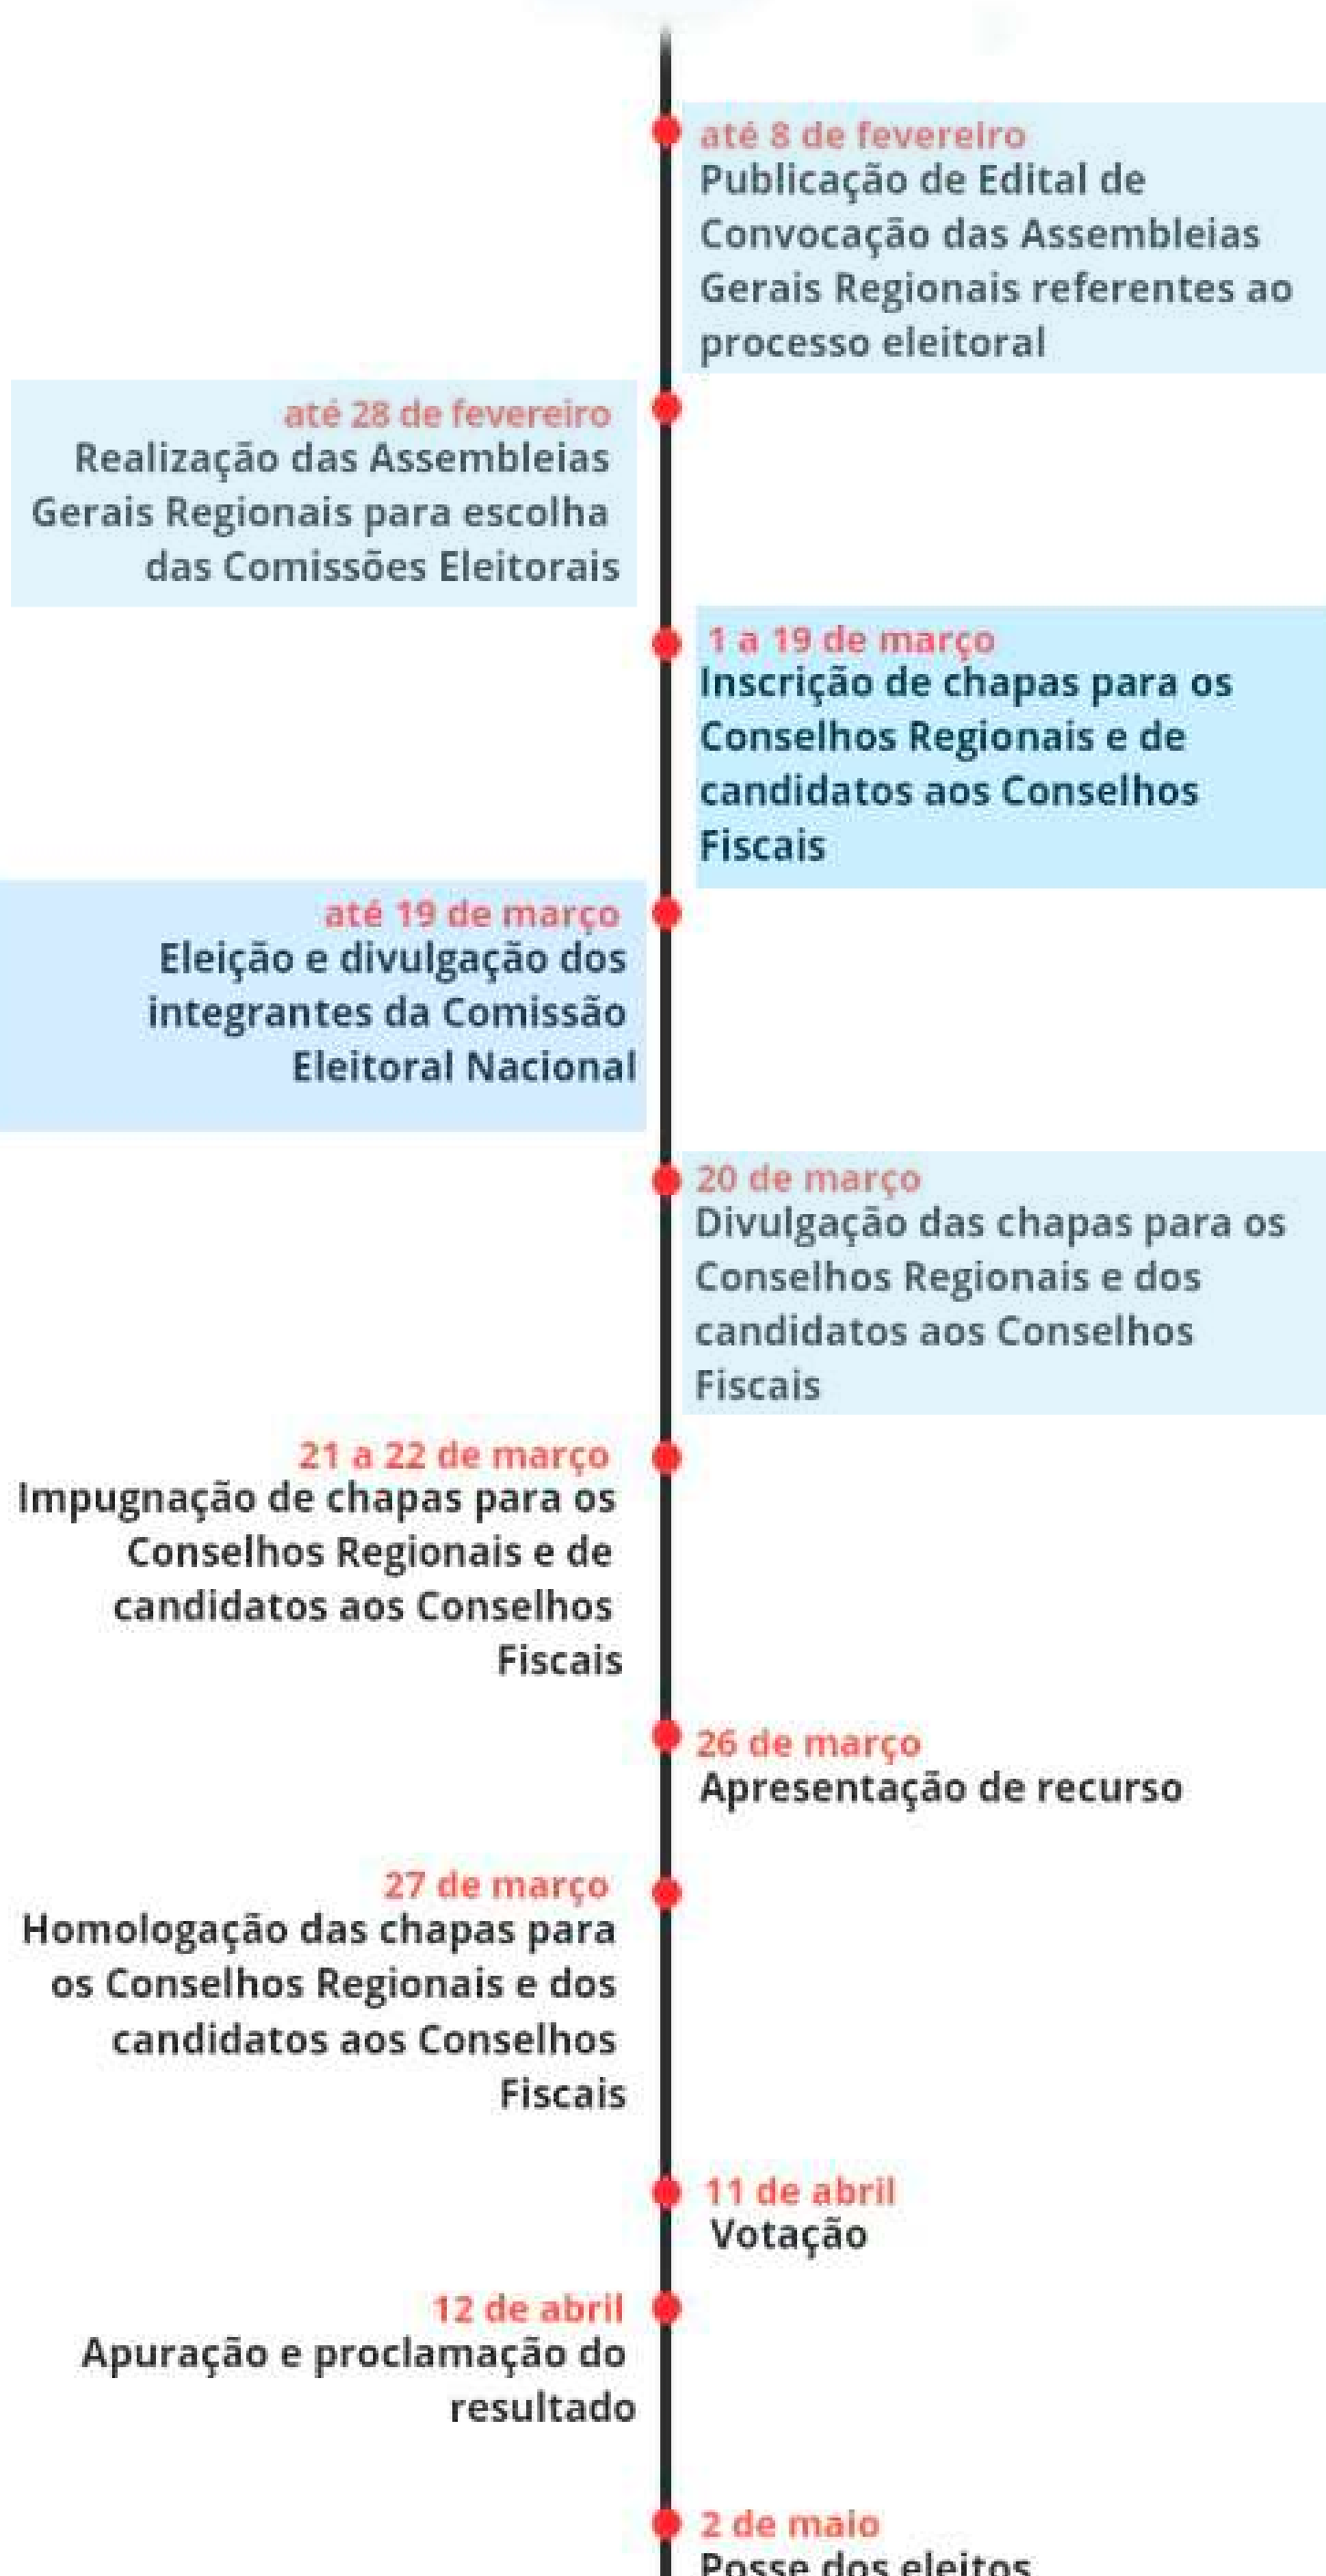 até 8 de fevereiro
Publicação de Edital de
Convocação das Assembleias
Gerais Regionais referentes ao
processo eleitoral
até 28 de fevereiro
Realização das Assembleias
Gerais Regionais para escolha
das Comissões Eleitorais
1 a 19 de março
Inscrição de chapas para os
Conselhos Regionais e de
candidatos aos Conselhos
Fiscais
até 19 de março
Eleição e divulgação dos
integrantes da Comissão
Eleitoral Nacional
20 de março
Divulgação das chapas para os
Conselhos Regionais e dos
candidatos aos Conselhos
Fiscais
21 a 22 de março
Impugnação de chapas para os
Conselhos Regionais e de
candidatos aos Conselhos
Fiscais
26 de março
Apresentação de recurso
27 de março
Homologação das chapas para
os Conselhos Regionais e dos
candidatos aos Conselhos
Fiscais
11 de abril
Votação
12 de abril
Apuração e proclamação do
resultado
2 de maio
Posse dos eleitos